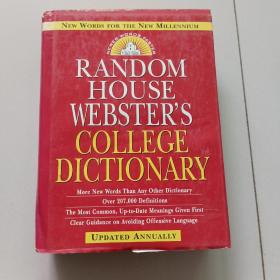 NEW WORDS FOR THE NEW MILLENNIUM
RANDOM
HOUSE
WEBSTER'S
COLLEGE
DICTIONARY
More New Words Than Any Other Dictionary
Over 207,000 Definitions
The Most Common, Up-to-Date Meanings Given First
Clear Guidance on Avoiding Offensive Language
UPDATED ANNUALLY